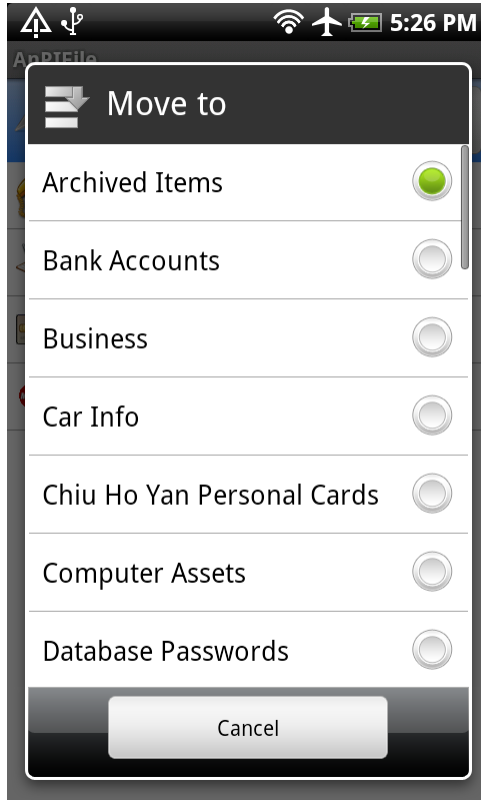 5:26 PM
AnPIFile
Move to
Archived Items
Bank Accounts
Business
Car Info
Chiu Ho Yan Personal Cards
Computer Assets
Database Passwords
Cancel